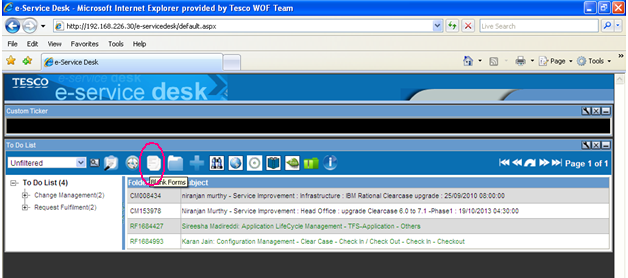 e-Service Desk - Microsoft Internet Explorer provided by Tesco WOF Team
http://192.168.226.30/e-servicedesk/default.aspx
Live Search
File Edit View Favorites Tools Help
e-Service Desk
Page
Tools
TESCO
e-service desk
Custom Ticker
To Do List
Unfiltered
Page 1 of 1
To Do List (4)
Change Management(2)
Request Fulfilment(2)
Blank Forms
CM008434 niranjan murthy - Service Improvement : Infrastructure : IBM Rational Clearcase upgrade : 25/09/2010 08:00:00
CM153978 Niranjan Murthy - Service Improvement : Head Office : upgrade Clearcase 6.0 to 7.1 -Phase1 : 19/10/2013 04:30:00
RF1684427 Sireesha Madireddi: Application LifeCycle Management - TFS-Application - Others
RF1684993 Karan Jain: Configuration Management - Clear Case - Check In / Check Out - Check In - Checkout